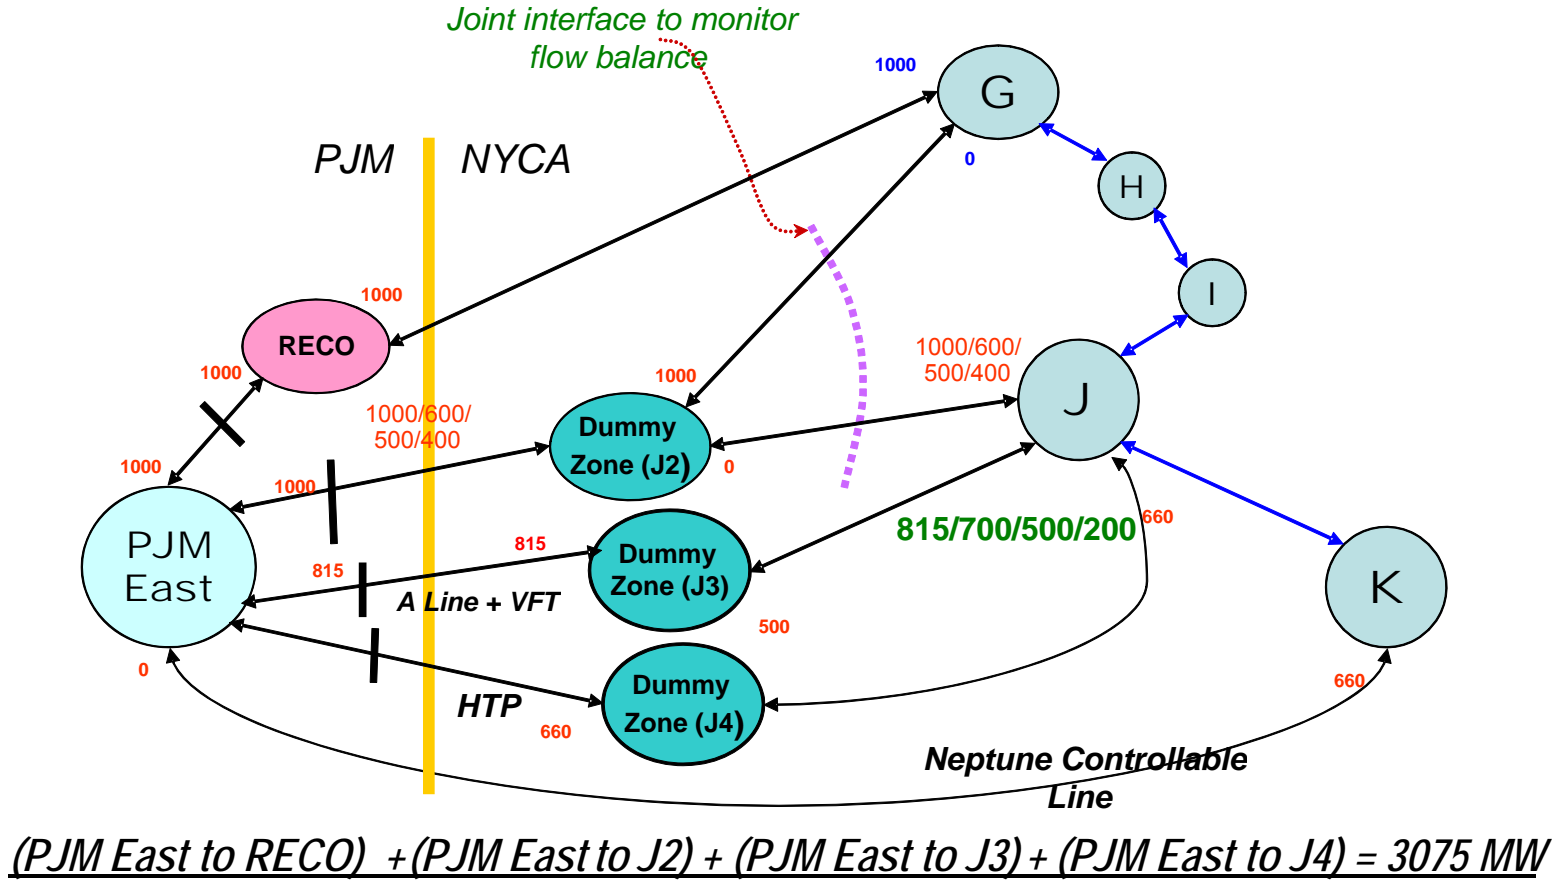 Joint interface to monitor
flow balance
1000
G
0
PJM
NYCA
H
I
1000
RECO
1000
1000/600/
500/400
1000
1000/600/
500/400
J
Dummy
Zone (J2)
0
1000
1000
PJM
East
815
815
Dummy
Zone (J3)
815/700/500/200
660
A Line + VFT
500
K
0
HTP
660
Dummy
Zone (J4)
660
Neptune Controllable
Line
(PJM East to RECO) + (PJM East to J2) + (PJM East to J3) + (PJM East to J4) = 3075 MW